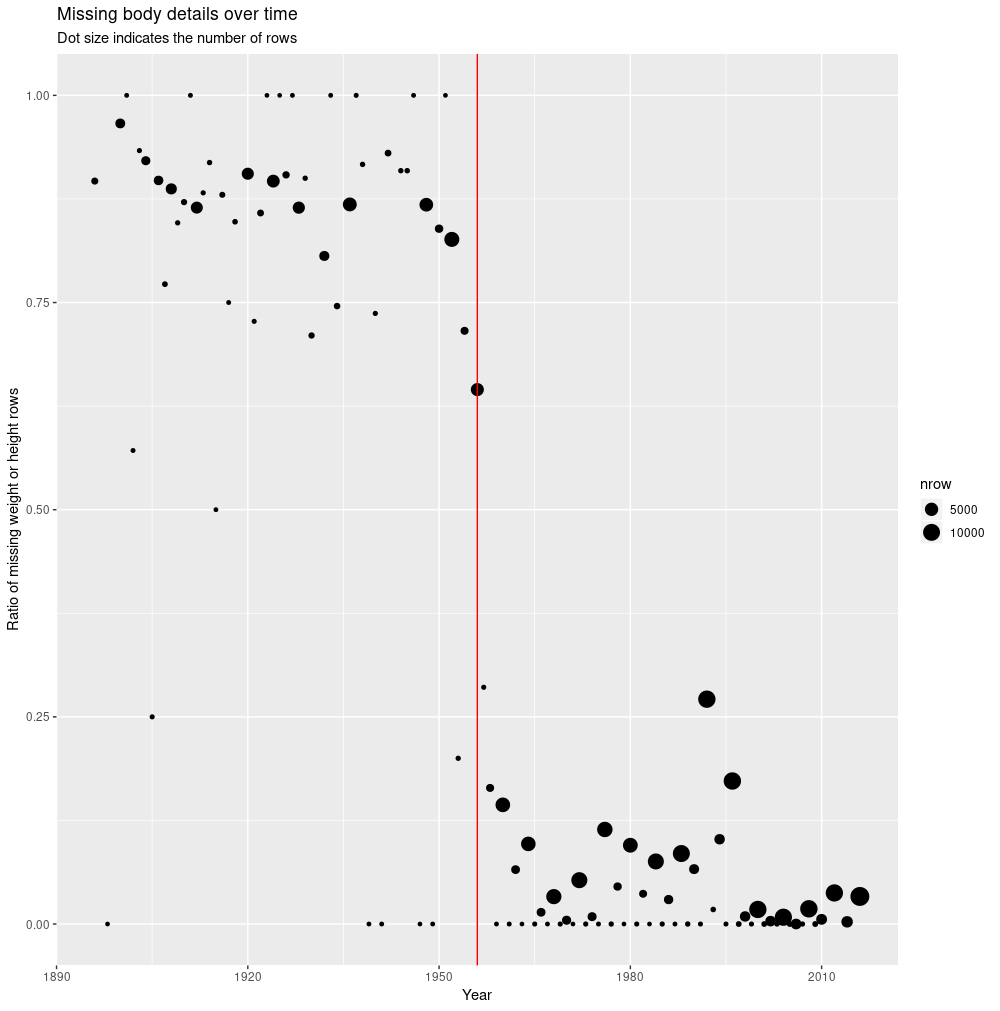 Missing body details over time
Dot size indicates the number of rows
1.00
0.75
0.50
0.25
0.00
Ratio of missing weight or height rows
1890
1920
1950
1980
2010
Year
nrow
5000
10000